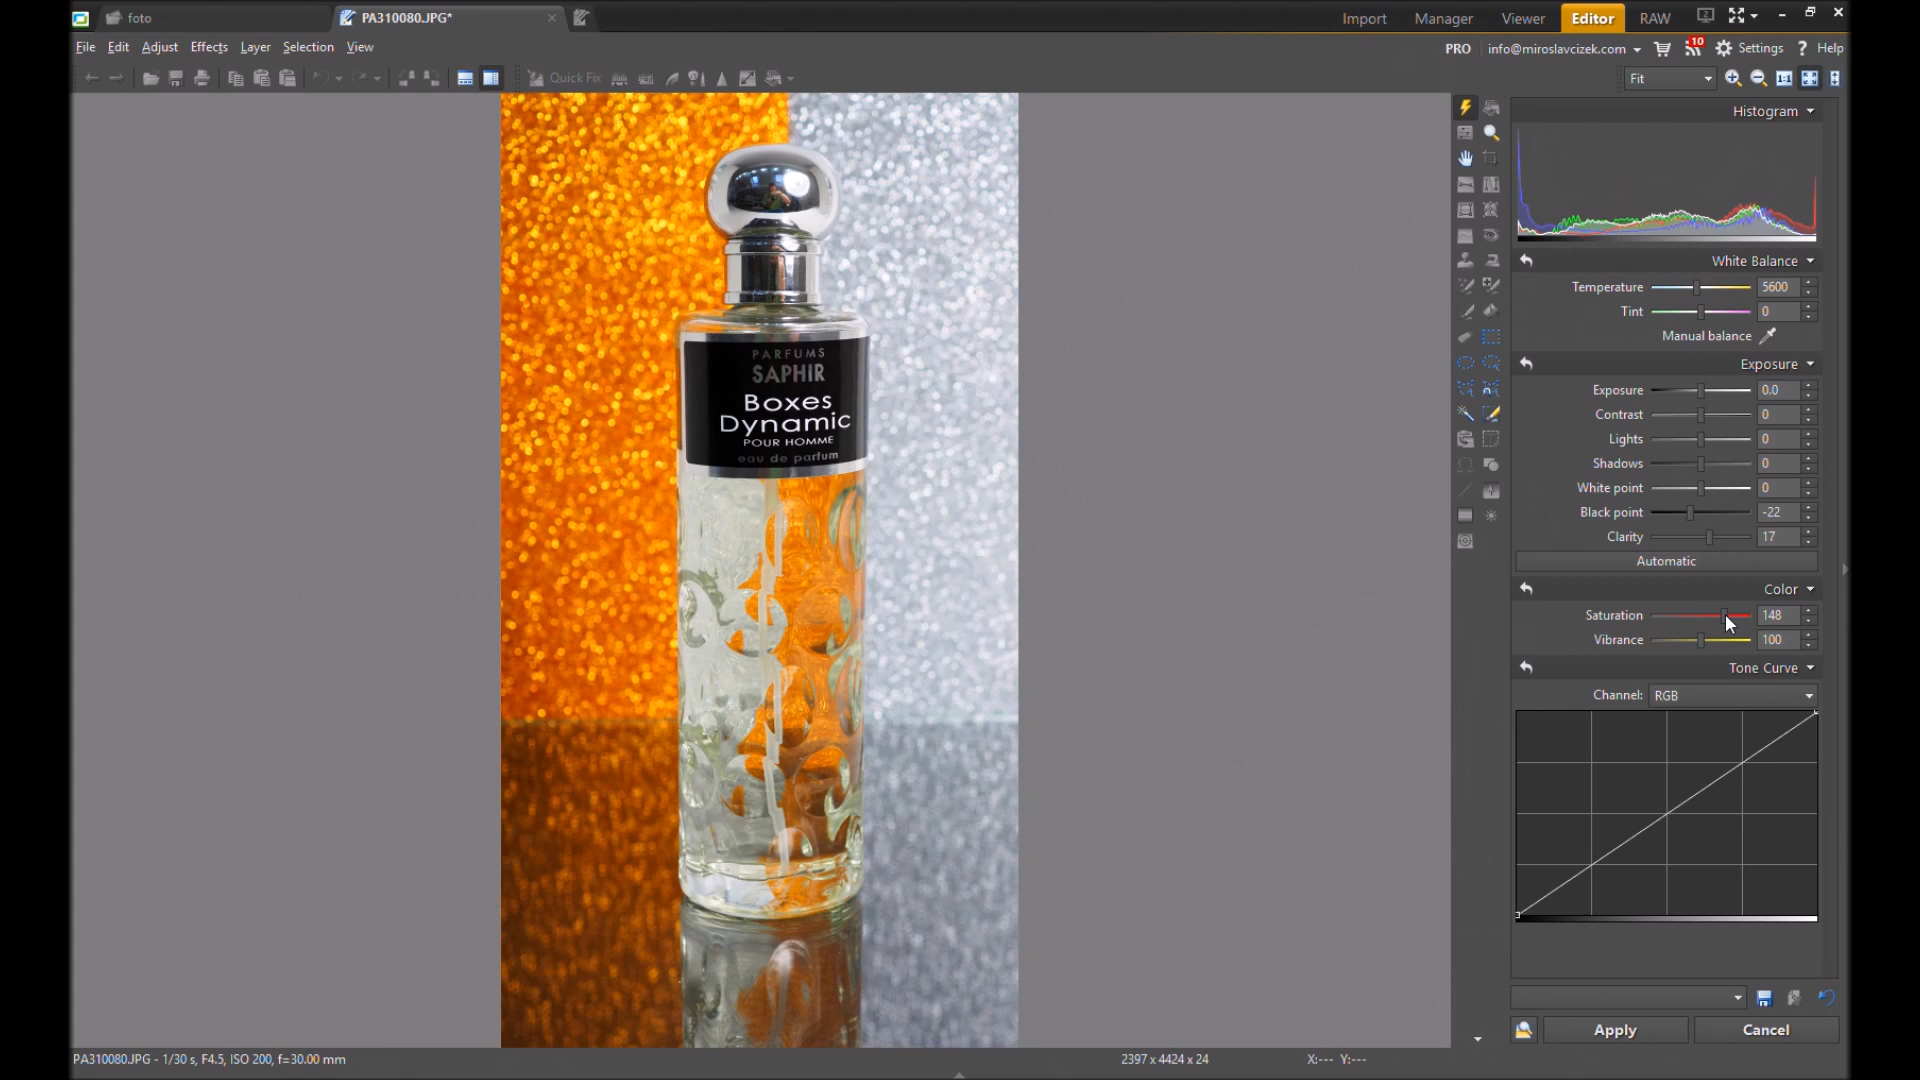 foto
PA310080.JPG*
Import Manager Viewer Editor RAW
File Edit Adjust Effects Layer Selection View
PRO info@miroslavcizek.com 10 Settings ? Help
Quick Fix
Fit
1:1
Histogram
White Balance
Temperature 5600
Tint 0
Manual balance
Exposure
Exposure 0.0
Contrast 0
Lights 0
Shadows 0
White point 0
Black point -22
Clarity 17
Automatic
Color
Saturation 148
Vibrance 100
Tone Curve
Channel: RGB
Apply Cancel
PARFUMS
SAPHIR
Boxes
Dynamic
POUR HOMME
eau de parfum
PA310080.JPG - 1/30 s, F4.5, ISO 200, f=30.00 mm
2397 x 4424 x 24
X:--- Y:---